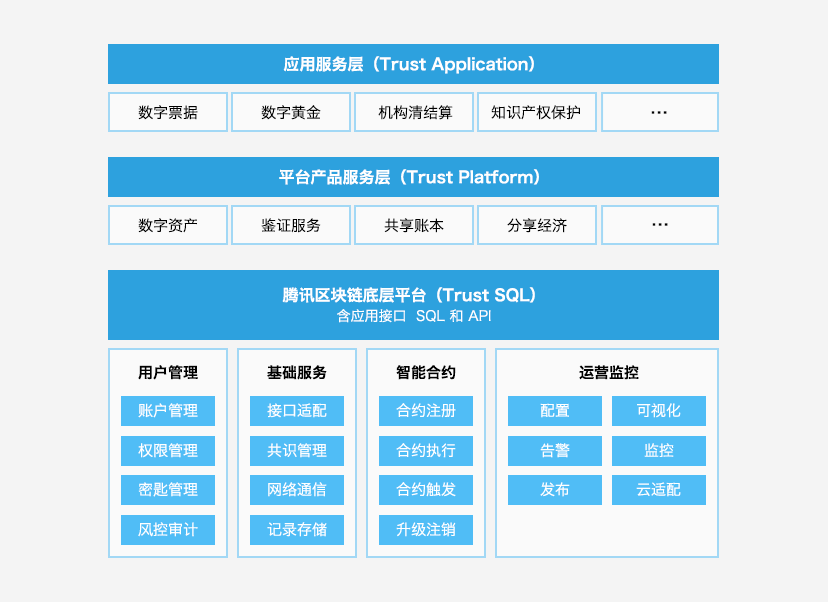 应用服务层（Trust Application）
数字票据 数字黄金 机构清结算 知识产权保护 ···
平台产品服务层（Trust Platform）
数字资产 鉴证服务 共享账本 分享经济 ···
腾讯区块链底层平台（Trust SQL）
含应用接口 SQL 和 API
用户管理 基础服务 智能合约 运营监控
账户管理 接口适配 合约注册 配置 可视化
权限管理 共识管理 合约执行 告警 监控
密匙管理 网络通信 合约触发 发布 云适配
风控审计 记录存储 升级注销